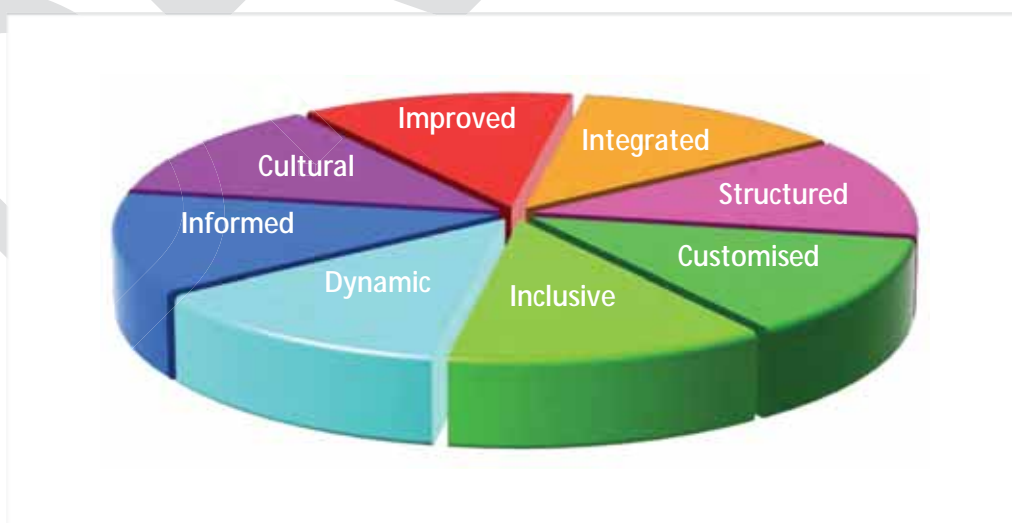 Improved
Integrated
Cultural
Structured
Informed
Customised
Dynamic
Inclusive